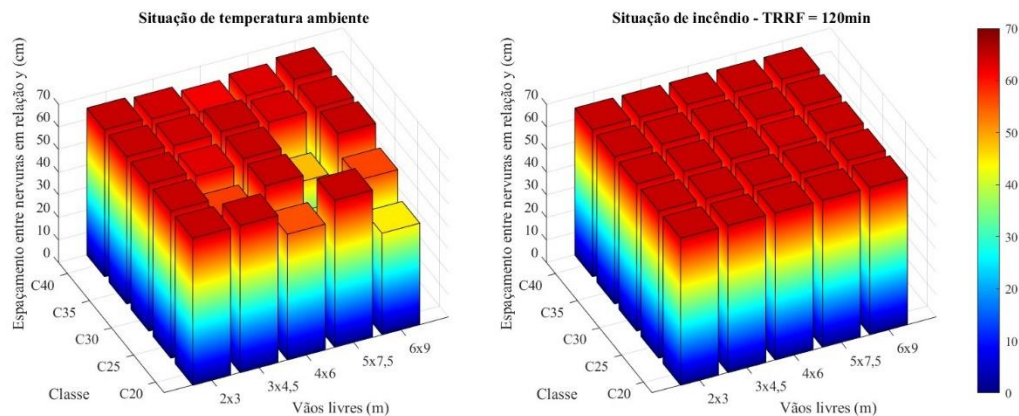 Situação de temperatura ambiente
Espaçamento entre nervuras em relação y (cm)
70
60
50
40
30
20
10
0
C40
C35
C30
C25
C20
Classe
2x3
3x4,5
4x6
5x7,5
6x9
Vãos livres (m)
Situação de incêndio - TRRF = 120min
Espaçamento entre nervuras em relação y (cm)
70
60
50
40
30
20
10
0
C40
C35
C30
C25
C20
Classe
2x3
3x4,5
4x6
5x7,5
6x9
Vãos livres (m)
70
60
50
40
30
20
10
0